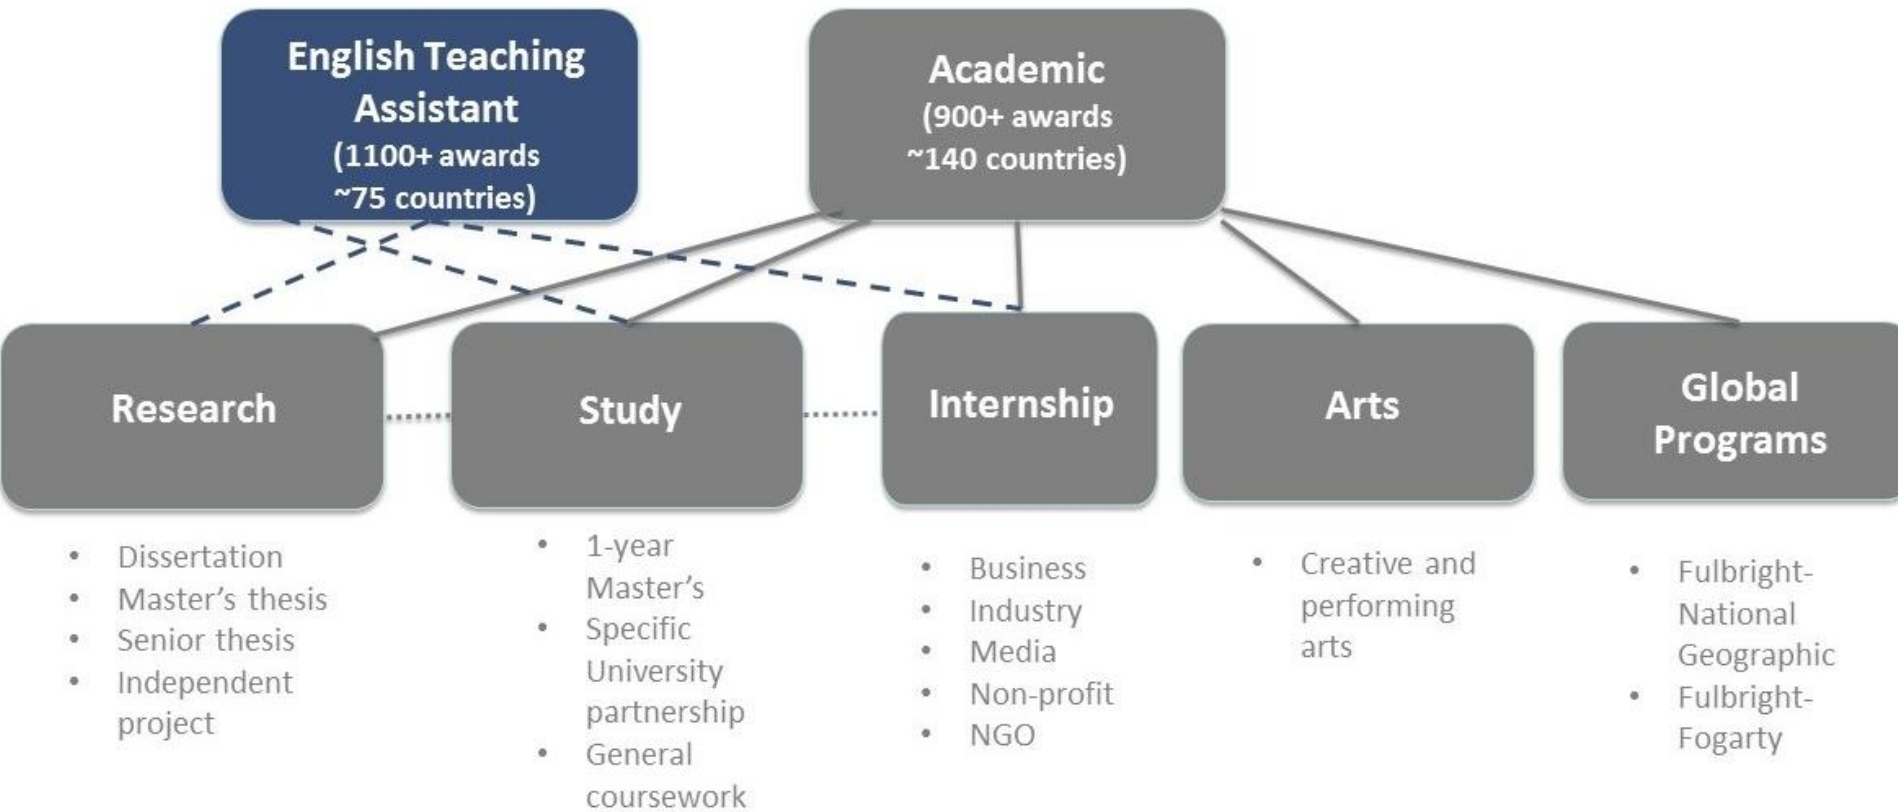 English Teaching
Assistant
(1100+ awards
~75 countries)
Academic
(900+ awards
~140 countries)
Research
Study
Internship
Arts
Global
Programs
• Dissertation
• Master's thesis
• Senior thesis
• Independent
project
• 1-year
Master's
• Specific
University
partnership
• General
coursework
• Business
• Industry
• Media
• Non-profit
• NGO
• Creative and
performing
arts
• Fulbright-
National
Geographic
• Fulbright-
Fogarty